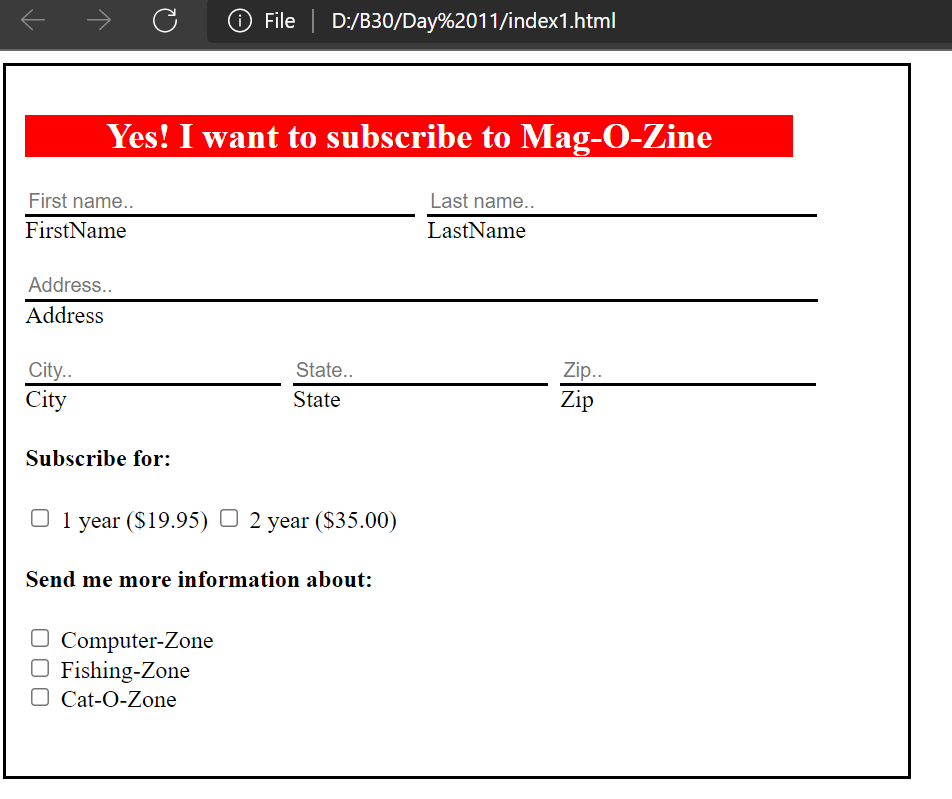 File | D:/B30/Day%2011/index1.html
Yes! I want to subscribe to Mag-O-Zine
First name.. Last name..
FirstName LastName
Address..
Address
City.. State.. Zip..
City State Zip
Subscribe for:
1 year ($19.95) 2 year ($35.00)
Send me more information about:
Computer-Zone
Fishing-Zone
Cat-O-Zone